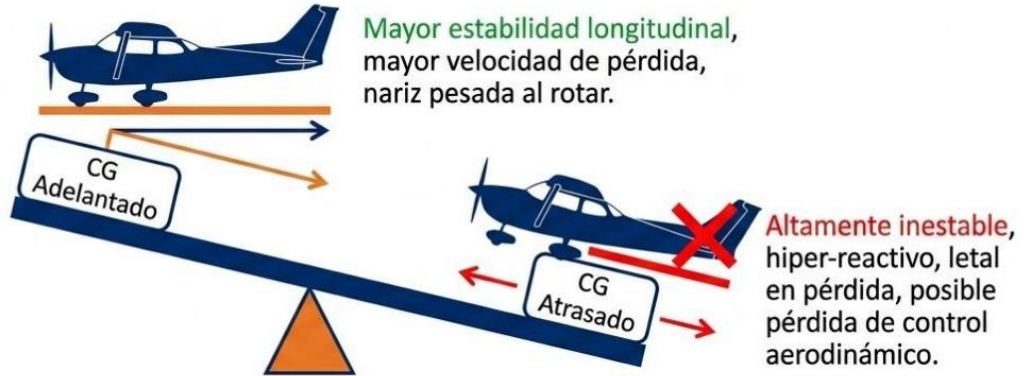 Mayor estabilidad longitudinal,
mayor velocidad de pérdida,
nariz pesada al rotar.
CG
Adelantado
CG
Atrasado
Altamente inestable,
hiper-reactivo, letal
en pérdida, posible
pérdida de control
aerodinámico.